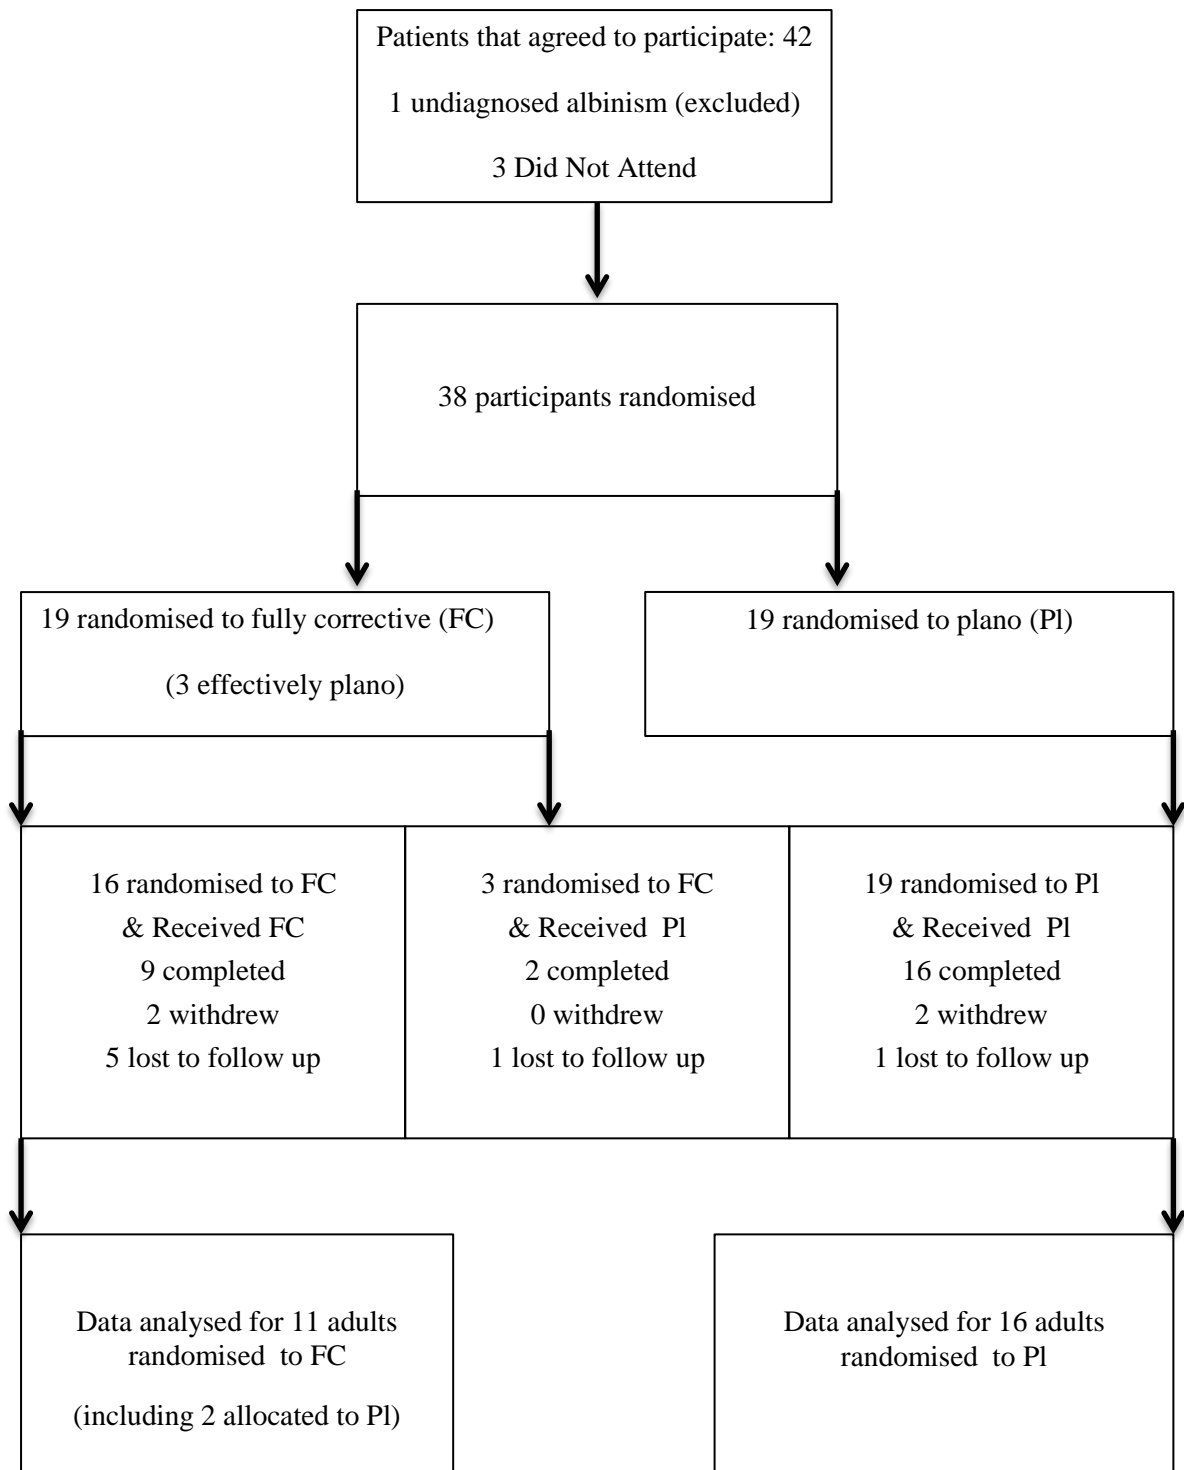 Patients that agreed to participate: 42
1 undiagnosed albinism (excluded)
3 Did Not Attend
38 participants randomised
19 randomised to fully corrective (FC)
(3 effectively plano)
19 randomised to plano (Pl)
16 randomised to FC
& Received FC
9 completed
2 withdrew
5 lost to follow up
3 randomised to FC
& Received Pl
2 completed
0 withdrew
1 lost to follow up
19 randomised to Pl
& Received Pl
16 completed
2 withdrew
1 lost to follow up
Data analysed for 11 adults
randomised to FC
(including 2 allocated to Pl)
Data analysed for 16 adults
randomised to Pl